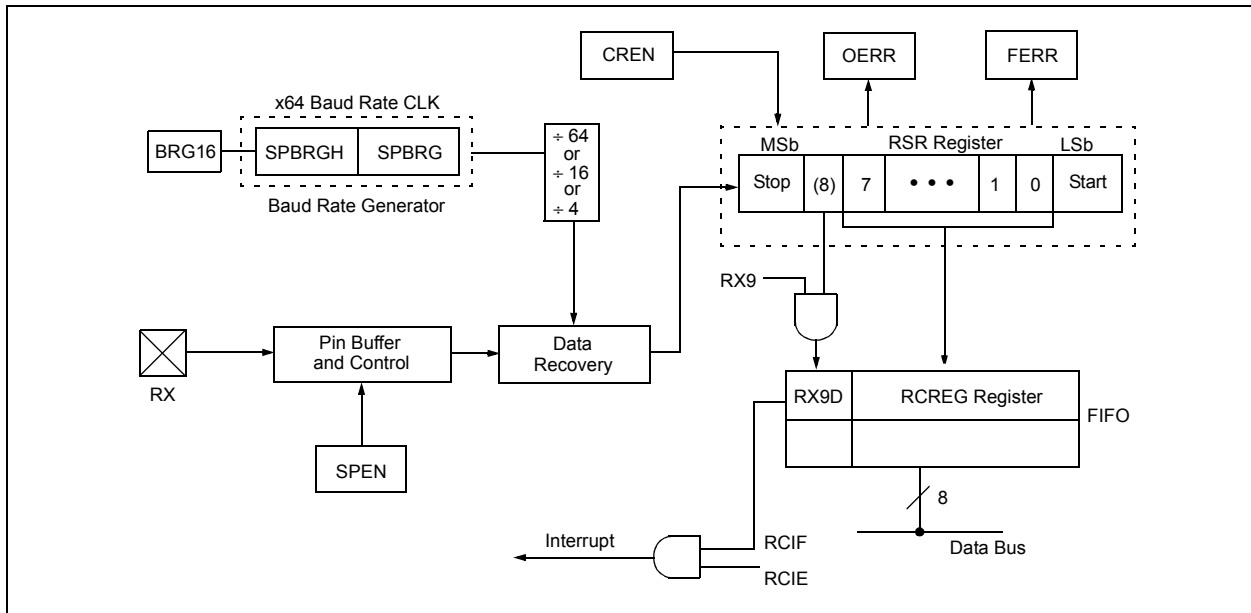 CREN
OERR
FERR
x64 Baud Rate CLK
BRG16
SPBRGH
SPBRG
Baud Rate Generator
÷ 64
or
÷ 16
or
÷ 4
MSb
RSR Register
LSb
Stop
(8)
7
• • •
1
0
Start
RX9
RX
Pin Buffer
and Control
Data
Recovery
SPEN
RX9D
RCREG Register
FIFO
8
Data Bus
Interrupt
RCIF
RCIE